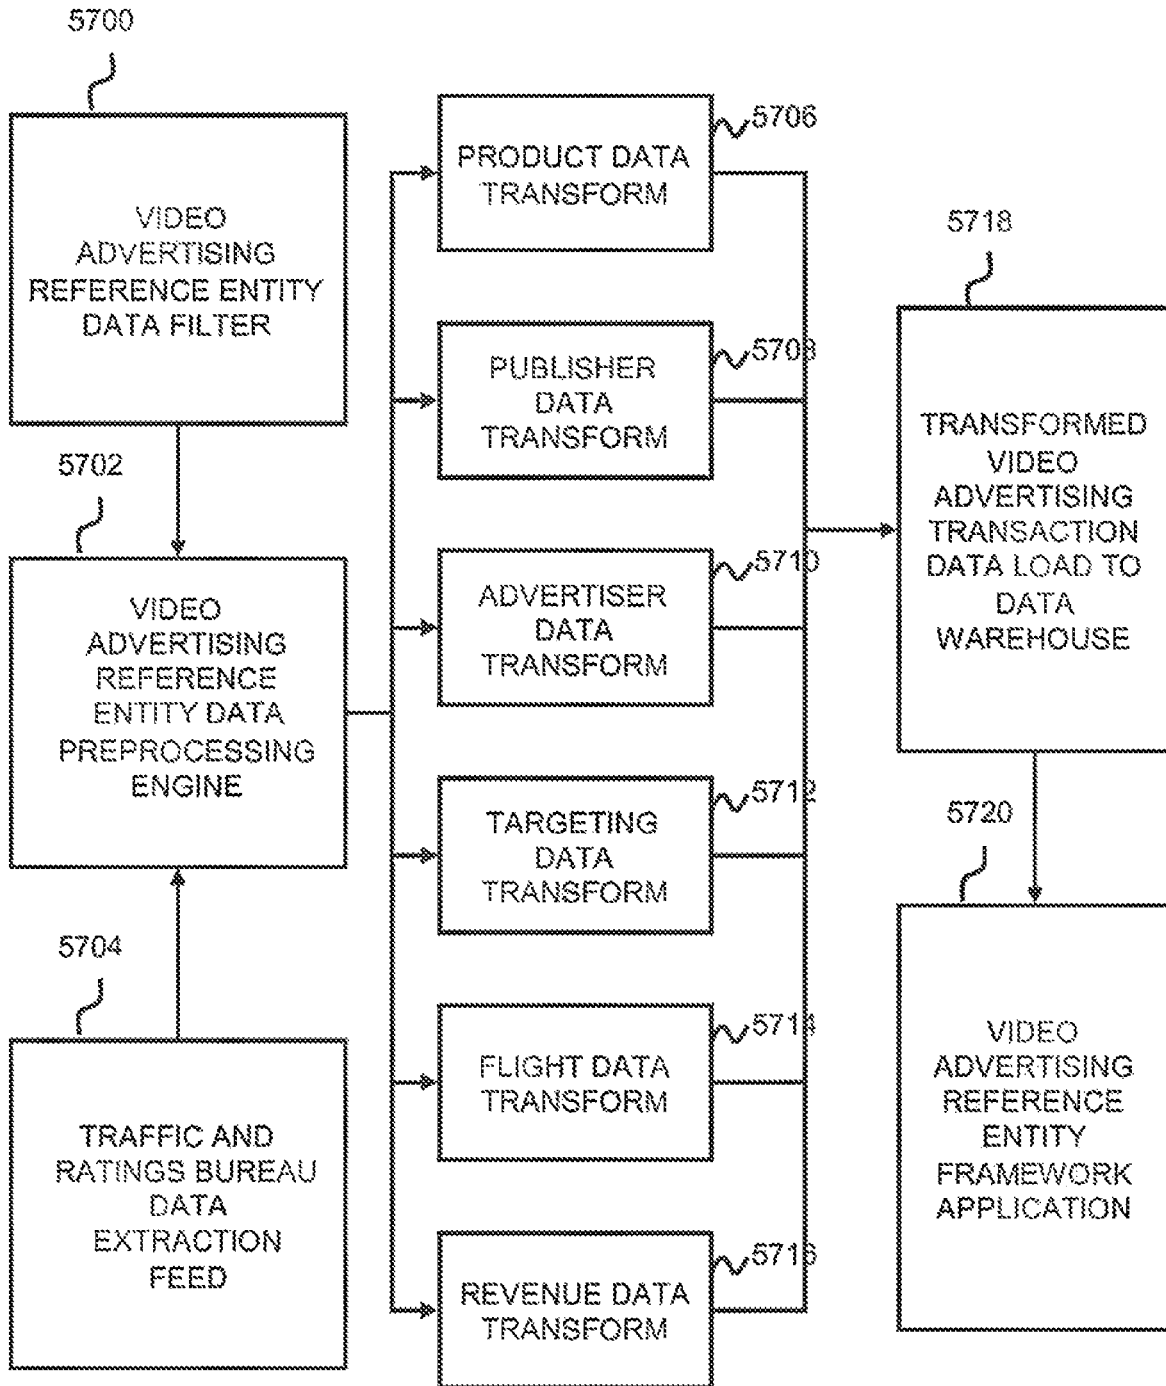 5700
VIDEO
ADVERTISING
REFERENCE ENTITY
DATA FILTER
5702
VIDEO
ADVERTISING
REFERENCE
ENTITY DATA
PREPROCESSING
ENGINE
5704
TRAFFIC AND
RATINGS BUREAU
DATA
EXTRACTION
FEED
5706
PRODUCT DATA
TRANSFORM
5708
PUBLISHER
DATA
TRANSFORM
5710
ADVERTISER
DATA
TRANSFORM
5712
TARGETING
DATA
TRANSFORM
5714
FLIGHT DATA
TRANSFORM
5716
REVENUE DATA
TRANSFORM
5718
TRANSFORMED
VIDEO
ADVERTISING
TRANSACTION
DATA LOAD TO
DATA
WAREHOUSE
5720
VIDEO
ADVERTISING
REFERENCE
ENTITY
FRAMEWORK
APPLICATION